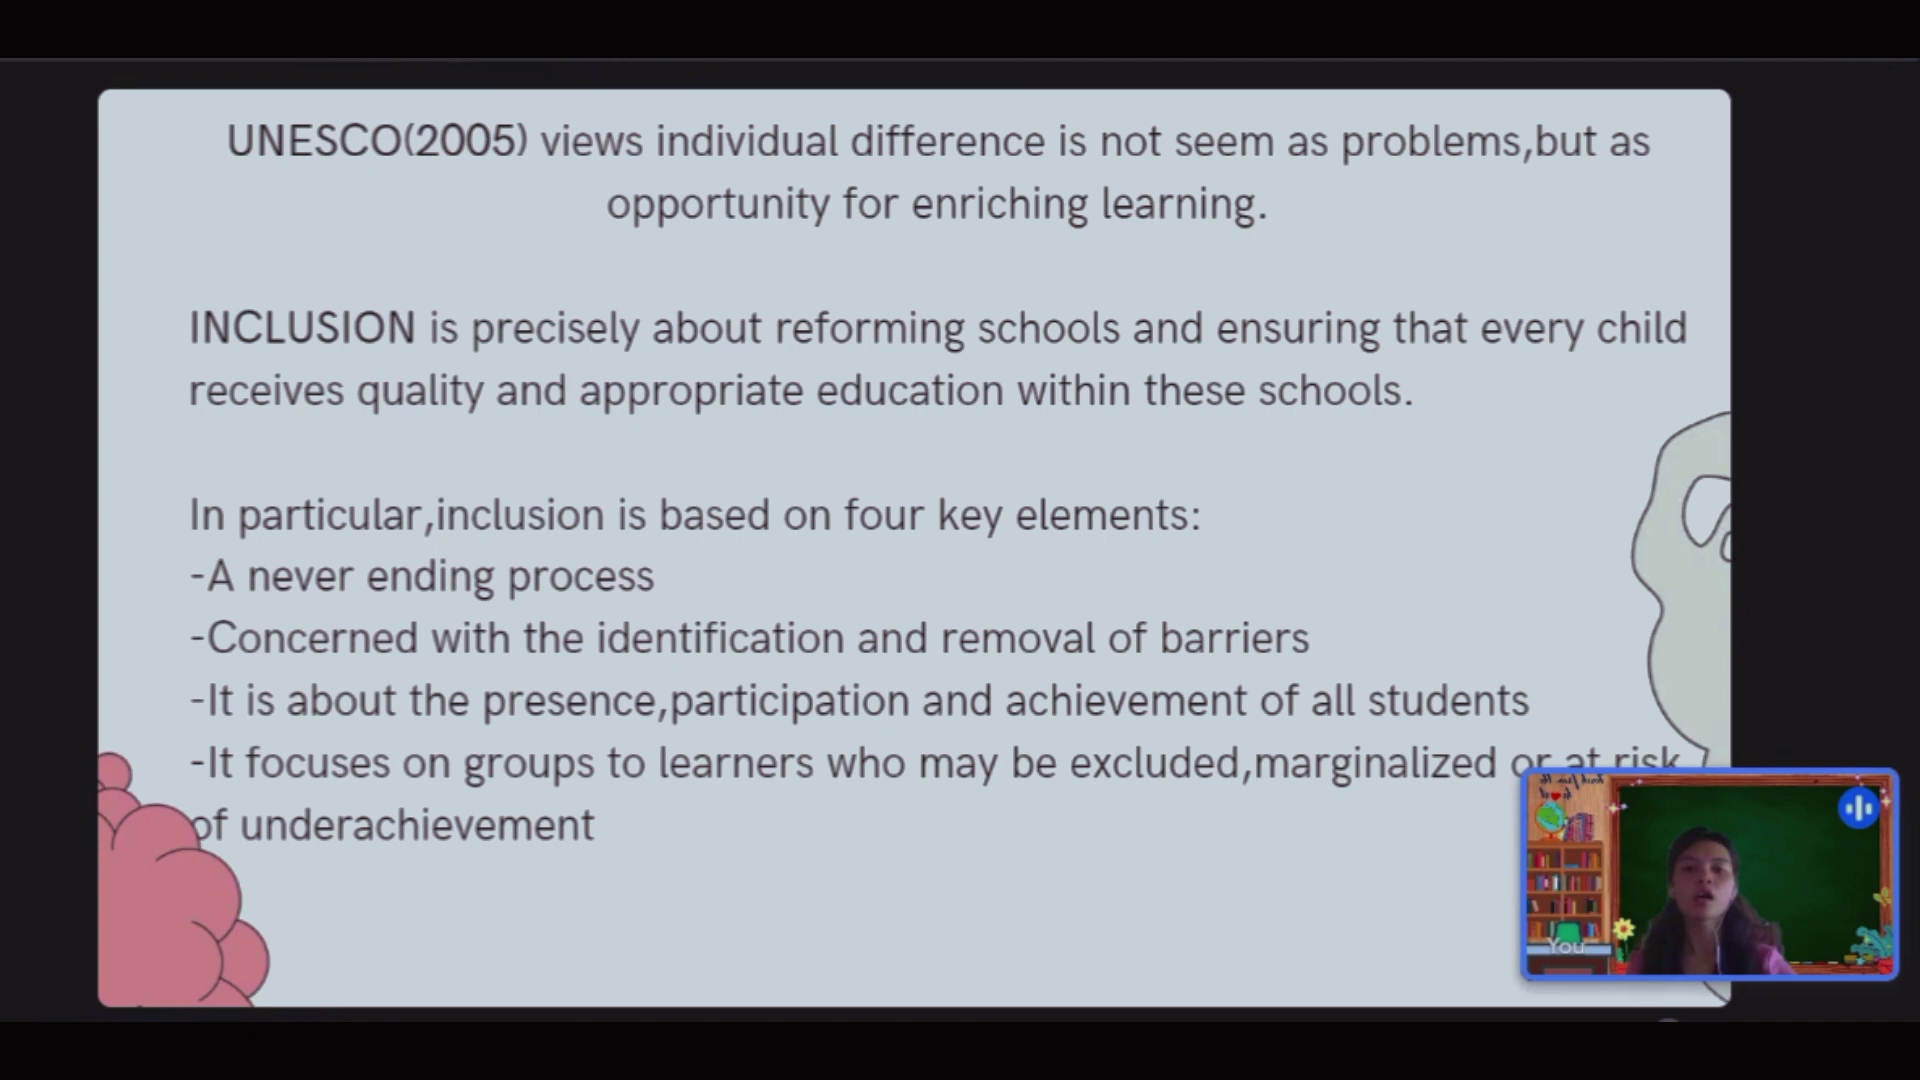 UNESCO(2005) views individual difference is not seem as problems,but as
opportunity for enriching learning.
INCLUSION is precisely about reforming schools and ensuring that every child
receives quality and appropriate education within these schools.
In particular,inclusion is based on four key elements:
-A never ending process
-Concerned with the identification and removal of barriers
-It is about the presence,participation and achievement of all students
-It focuses on groups to learners who may be excluded,marginalized or at risk
of underachievement
You